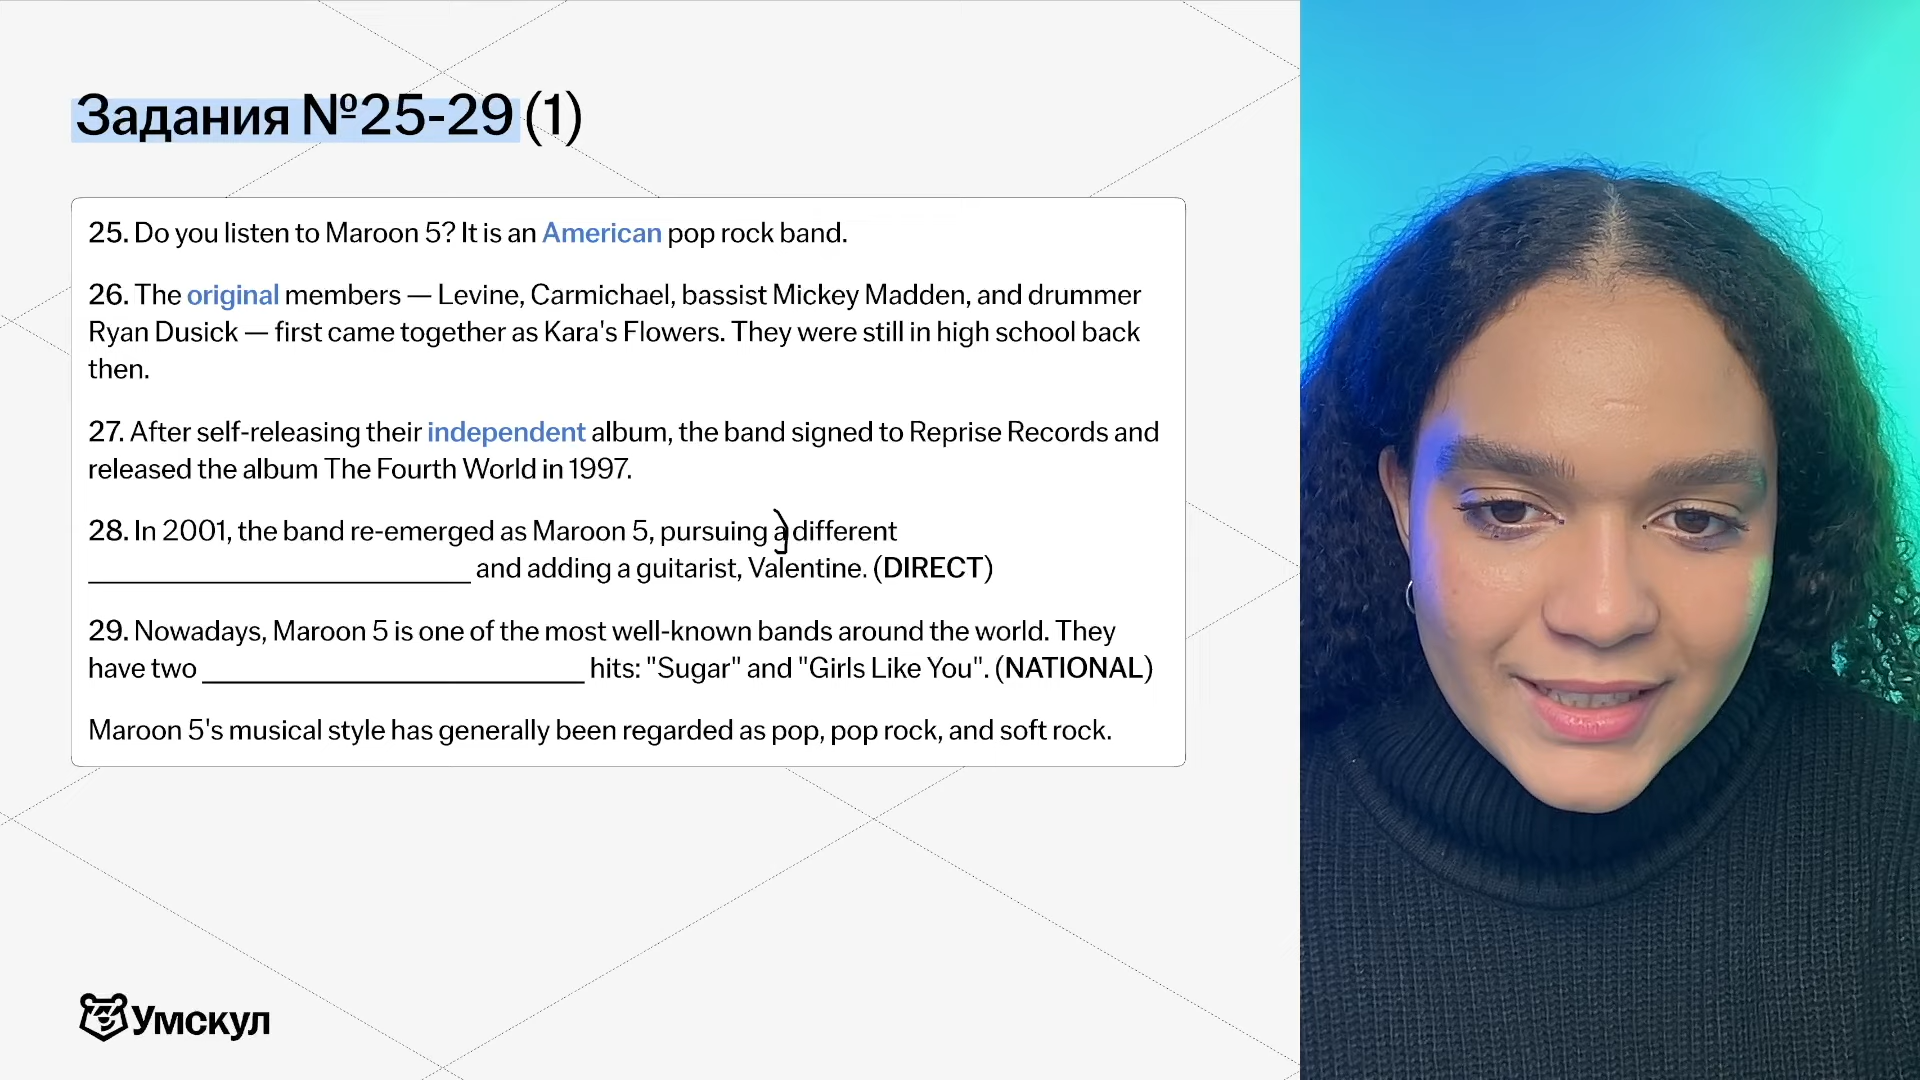 Задания №25-29 (1)
25. Do you listen to Maroon 5? It is an American pop rock band.
26. The original members — Levine, Carmichael, bassist Mickey Madden, and drummer
Ryan Dusick — first came together as Kara's Flowers. They were still in high school back
then.
27. After self-releasing their independent album, the band signed to Reprise Records and
released the album The Fourth World in 1997.
28. In 2001, the band re-emerged as Maroon 5, pursuing a different
____________________ and adding a guitarist, Valentine. (DIRECT)
29. Nowadays, Maroon 5 is one of the most well-known bands around the world. They
have two ____________________ hits: "Sugar" and "Girls Like You". (NATIONAL)
Maroon 5's musical style has generally been regarded as pop, pop rock, and soft rock.
Умскул